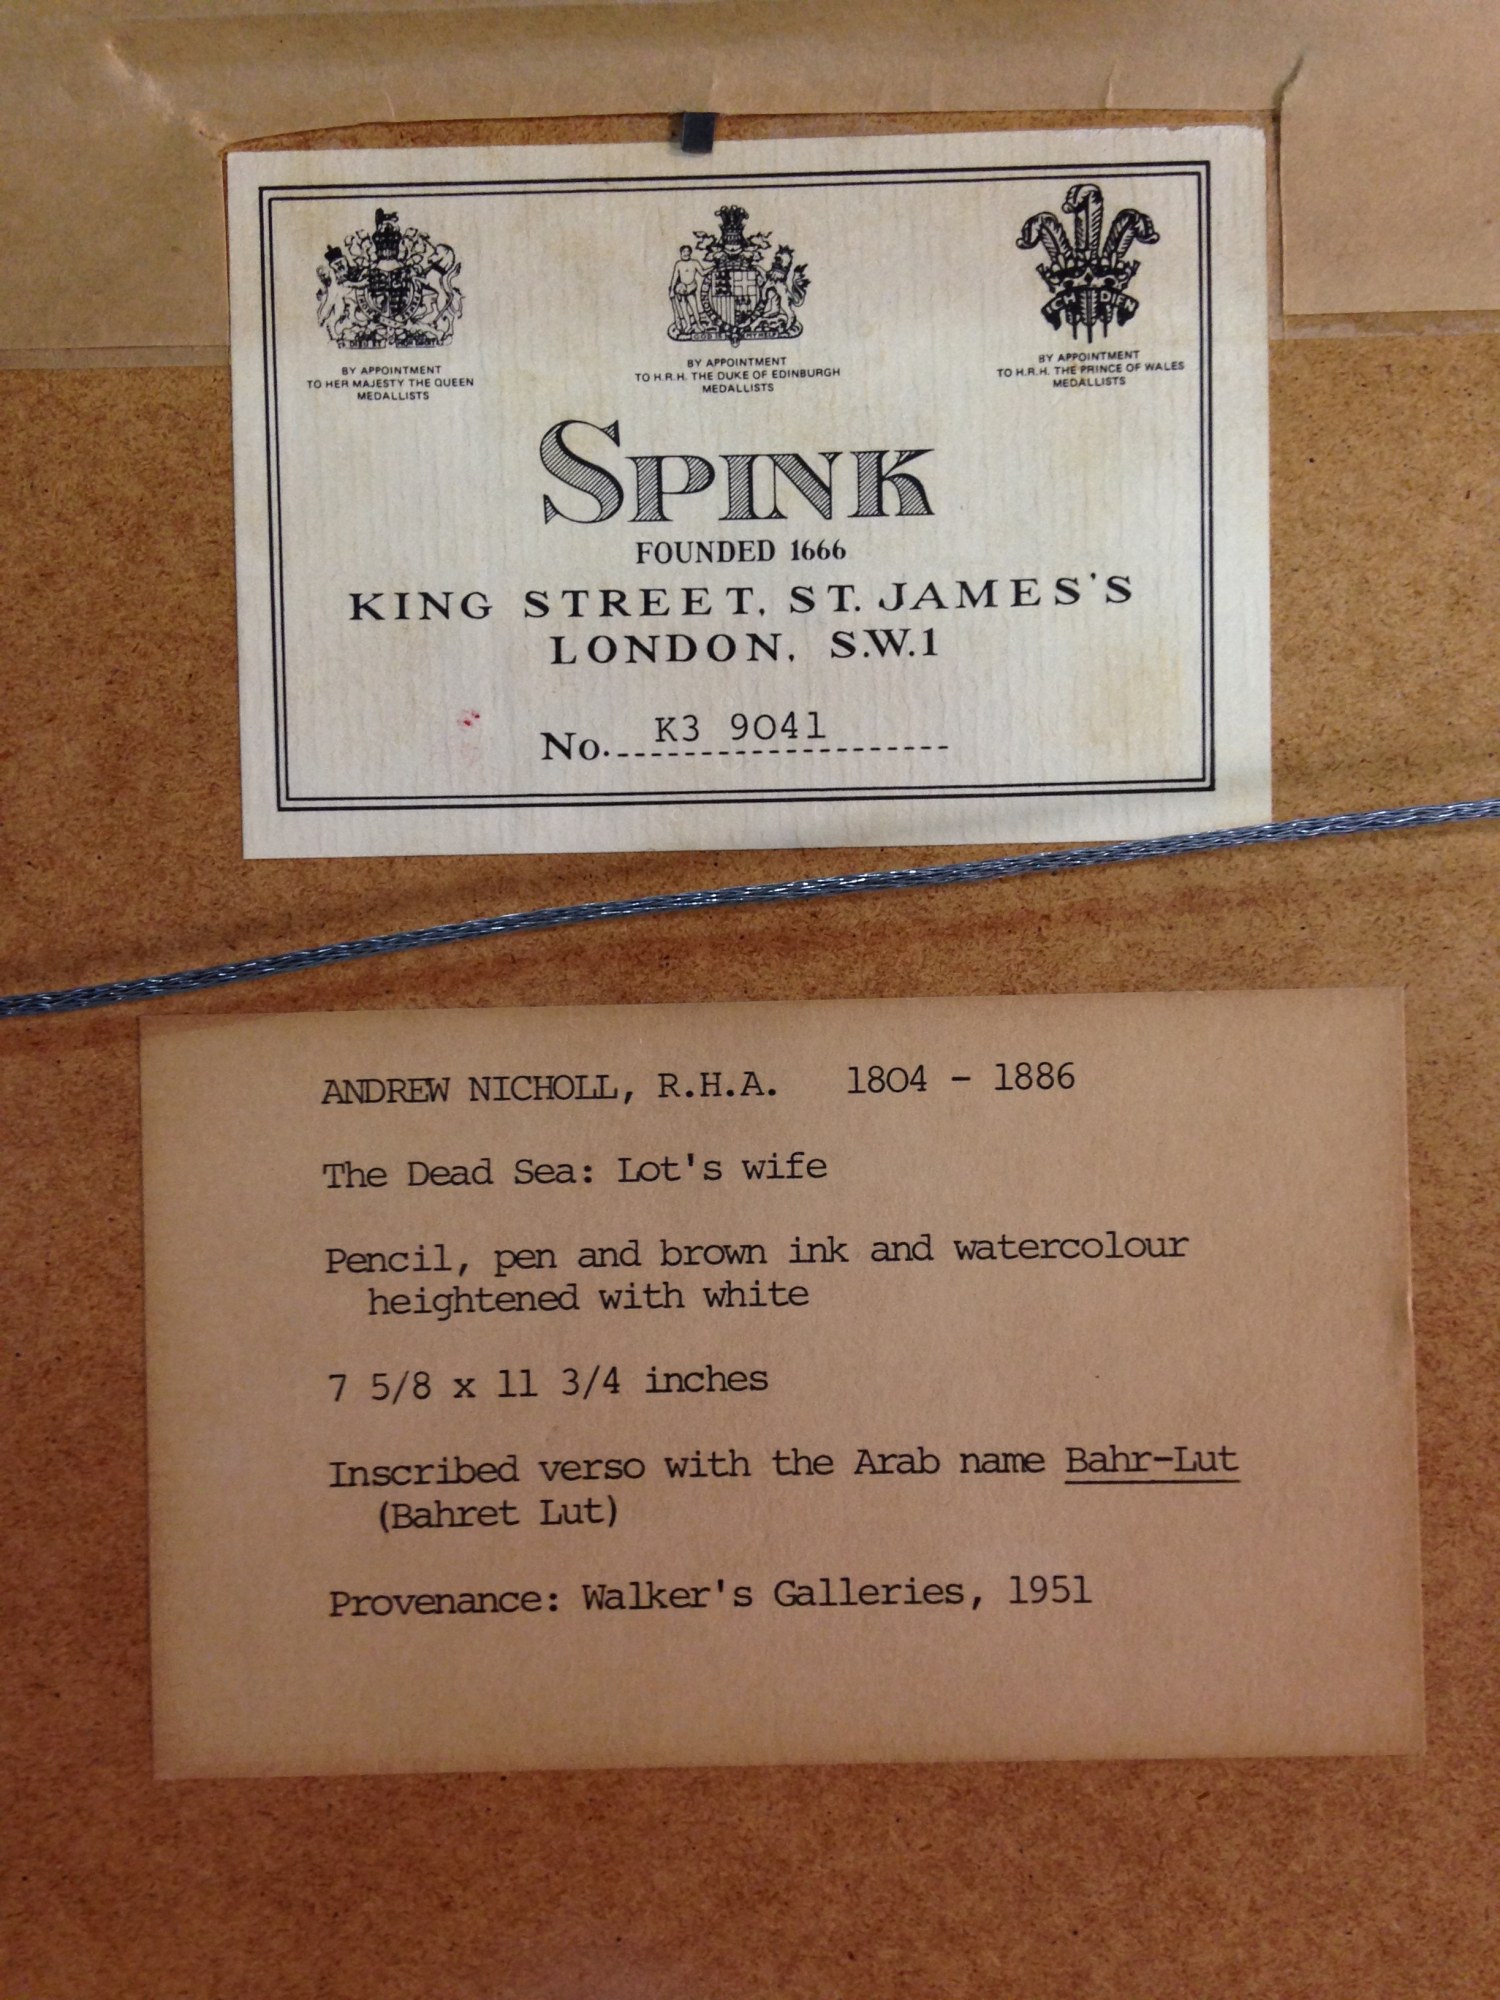 BY APPOINTMENT
TO HER MAJESTY THE QUEEN
MEDALLISTS
BY APPOINTMENT
TO H.R.H. THE DUKE OF EDINBURGH
MEDALLISTS
ICH DIEN
BY APPOINTMENT
TO H.R.H. THE PRINCE OF WALES
MEDALLISTS
SPINK
FOUNDED 1666
KING STREET, ST. JAMES'S
LONDON, S.W.1
No. K3 9041
ANDREW NICHOLL, R.H.A. 1804 - 1886
The Dead Sea: Lot's wife
Pencil, pen and brown ink and watercolour
heightened with white
7 5/8 x 11 3/4 inches
Inscribed verso with the Arab name Bahr-Lut
(Bahret Lut)
Provenance: Walker's Galleries, 1951